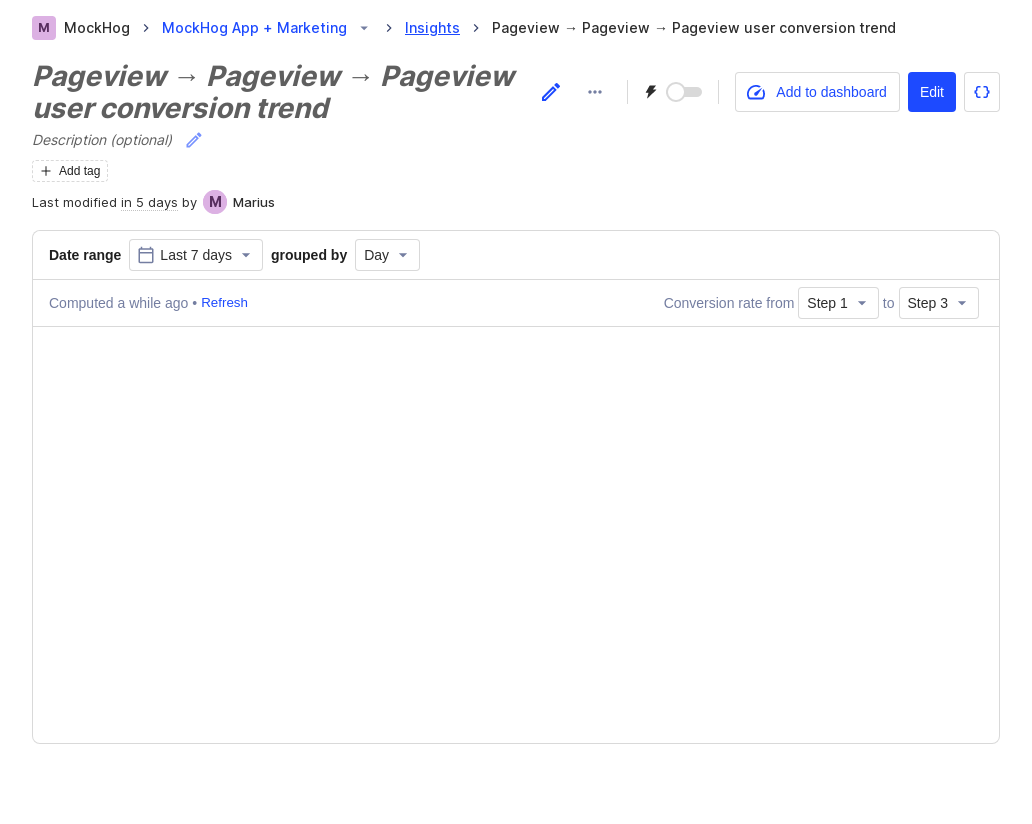 M MockHog MockHog App + Marketing Insights Pageview → Pageview → Pageview user conversion trend
Pageview → Pageview → Pageview
user conversion trend
Add to dashboard Edit
Description (optional)
Add tag
Last modified in 5 days by M Marius
Date range Last 7 days grouped by Day
Computed a while ago • Refresh Conversion rate from Step 1 to Step 3